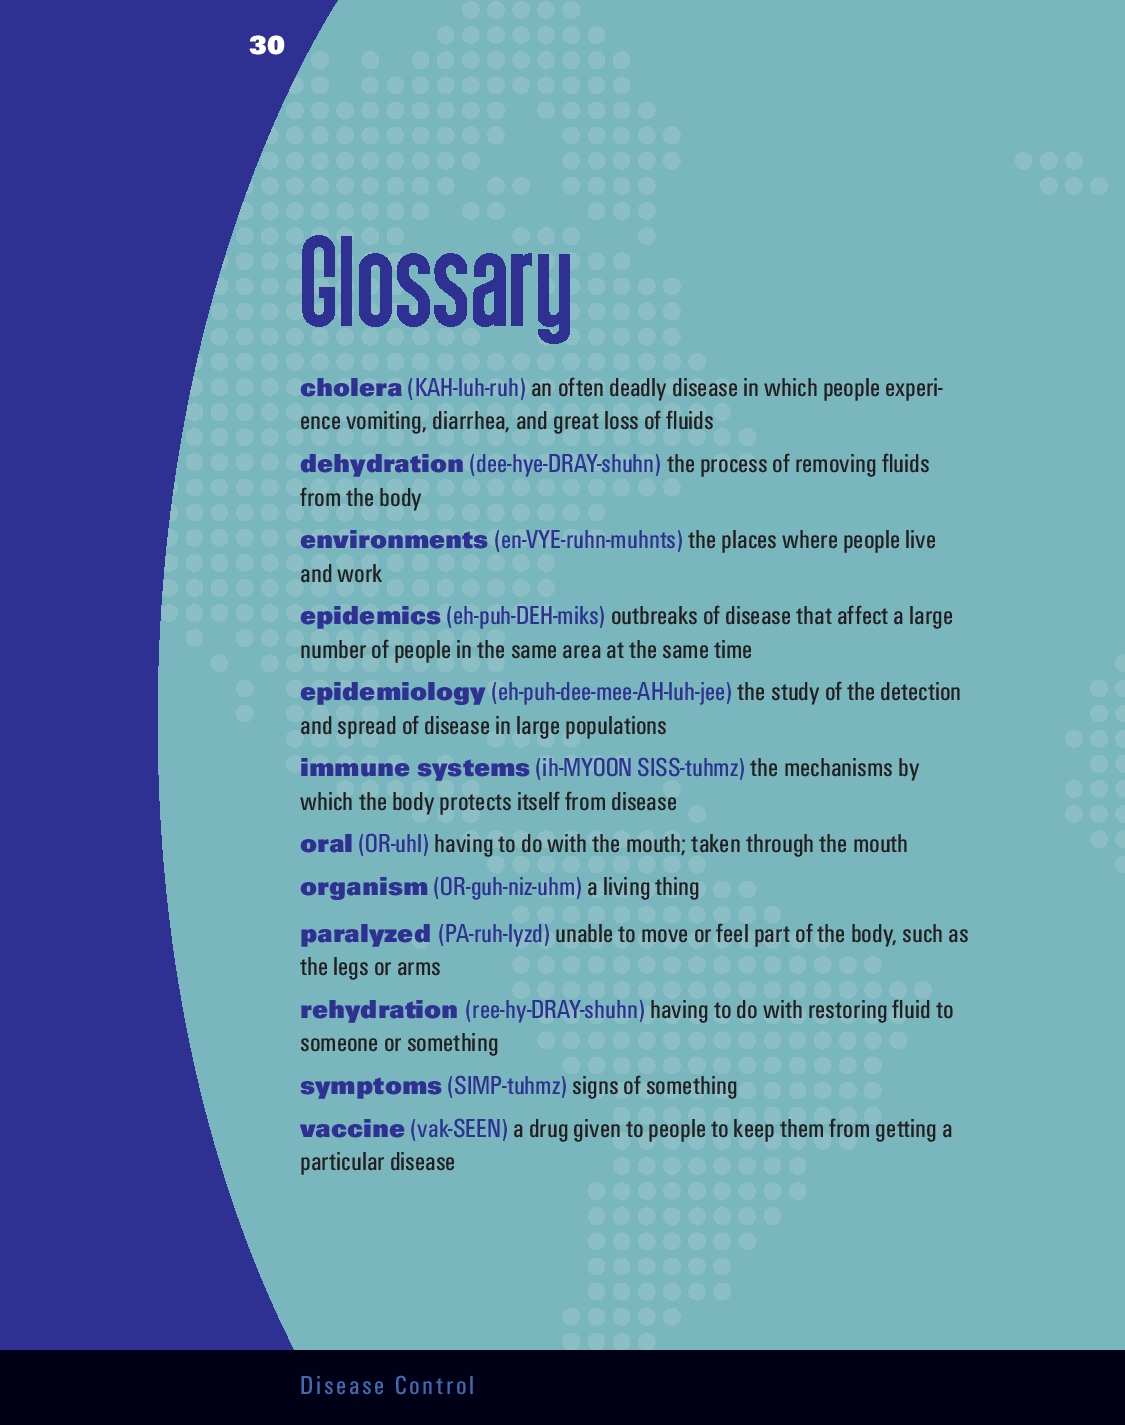 30
Glossary
cholera (KAH-luh-ruh) an often deadly disease in which people experi-
ence vomiting, diarrhea, and great loss of fluids
dehydration (dee-hye-DRAY-shuhn) the process of removing fluids
from the body
environments (en-VYE-ruhn-muhnts) the places where people live
and work
epidemics (eh-puh-DEH-miks) outbreaks of disease that affect a large
number of people in the same area at the same time
epidemiology (eh-puh-dee-mee-AH-luh-jee) the study of the detection
and spread of disease in large populations
immune systems (ih-MYOON SISS-tuhmz) the mechanisms by
which the body protects itself from disease
oral (OR-uhl) having to do with the mouth; taken through the mouth
organism (OR-guh-niz-uhm) a living thing
paralyzed (PA-ruh-lyzd) unable to move or feel part of the body, such as
the legs or arms
rehydration (ree-hy-DRAY-shuhn) having to do with restoring fluid to
someone or something
symptoms (SIMP-tuhmz) signs of something
vaccine (vak-SEEN) a drug given to people to keep them from getting a
particular disease
Disease Control